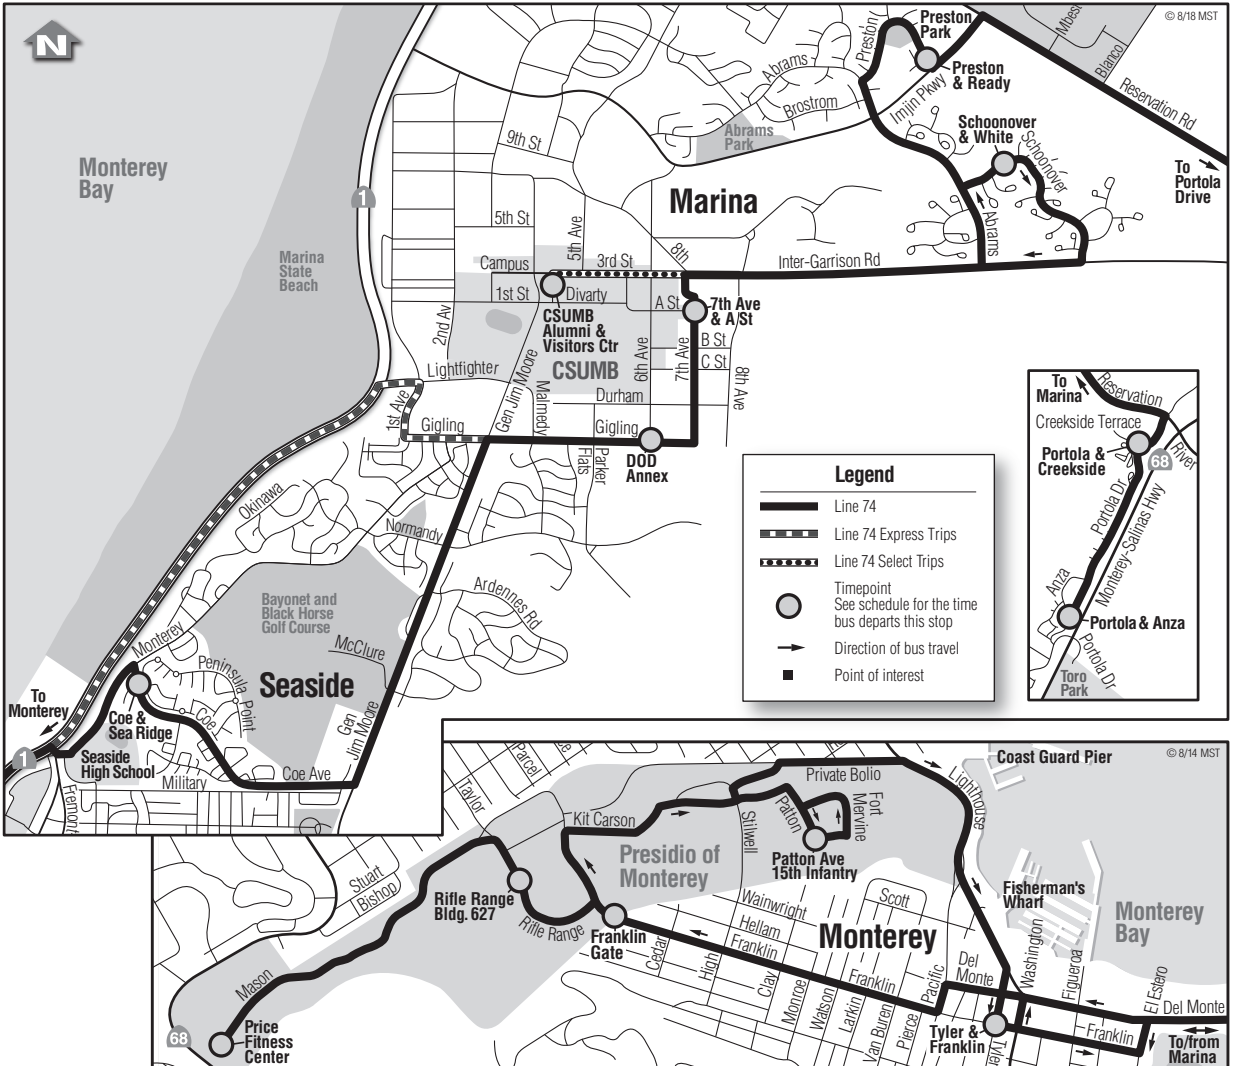 N
© 8/18 MST
Preston
Park
Preston
Preston
& Ready
Mbest
Blanco
Reservation Rd
To
Portola
Drive
Abrams
Brostrom
Imjin Pkwy
Schoonover
& White
Schoonover
Abrams
Park
9th St
Monterey
Bay
1
Marina
5th St
5th Ave
8th
Abrams
Marina
State
Beach
Campus
3rd St
Inter-Garrison Rd
1st St
Divarty
A St
7th Ave
& A St
2nd Av
CSUMB
Alumni &
Visitors Ctr
CSUMB
6th Ave
7th Ave
B St
C St
8th Ave
Lightfighter
Gen Jim Moore
Malmedy
Durham
1st Ave
Gigling
Gigling
DOD
Annex
Flats
Parker
To
Marina
Reservation
Creekside Terrace
Portola &
Creekside
68
River
Portola Dr
Monterey-Salinas Hwy
Anza
Portola & Anza
Portola Dr
Toro
Park
Legend
Line 74
Line 74 Express Trips
Line 74 Select Trips
Timepoint
See schedule for the time
bus departs this stop
Direction of bus travel
Point of interest
Okinawa
Normandy
Ardennes Rd
Bayonet and
Black Horse
Golf Course
McClure
Monterey
Peninsula
Point
Seaside
To
Monterey
Coe &
Sea Ridge
Coe
Gen
Jim Moore
1
Seaside
High School
Military
Coe Ave
Fremont
© 8/14 MST
Coast Guard Pier
Parcel
Taylor
Private Bolio
Lighthouse
Kit Carson
Stilwell
Patton
Fort
Mervine
Presidio of
Monterey
Patton Ave
15th Infantry
Stuart
Bishop
Rifle Range
Bldg. 627
Rifle Range
Franklin
Gate
Wainwright
Hellam
Franklin
Scott
Fisherman's
Wharf
Monterey
Bay
Monterey
Cedar
High
Clay
Monroe
Watson
Larkin
Van Buren
Pierce
Pacific
Franklin
Del
Monte
Washington
Figueroa
El Estero
Del Monte
Mason
68
Price
Fitness
Center
Tyler &
Franklin
Tyler
Franklin
To/from
Marina